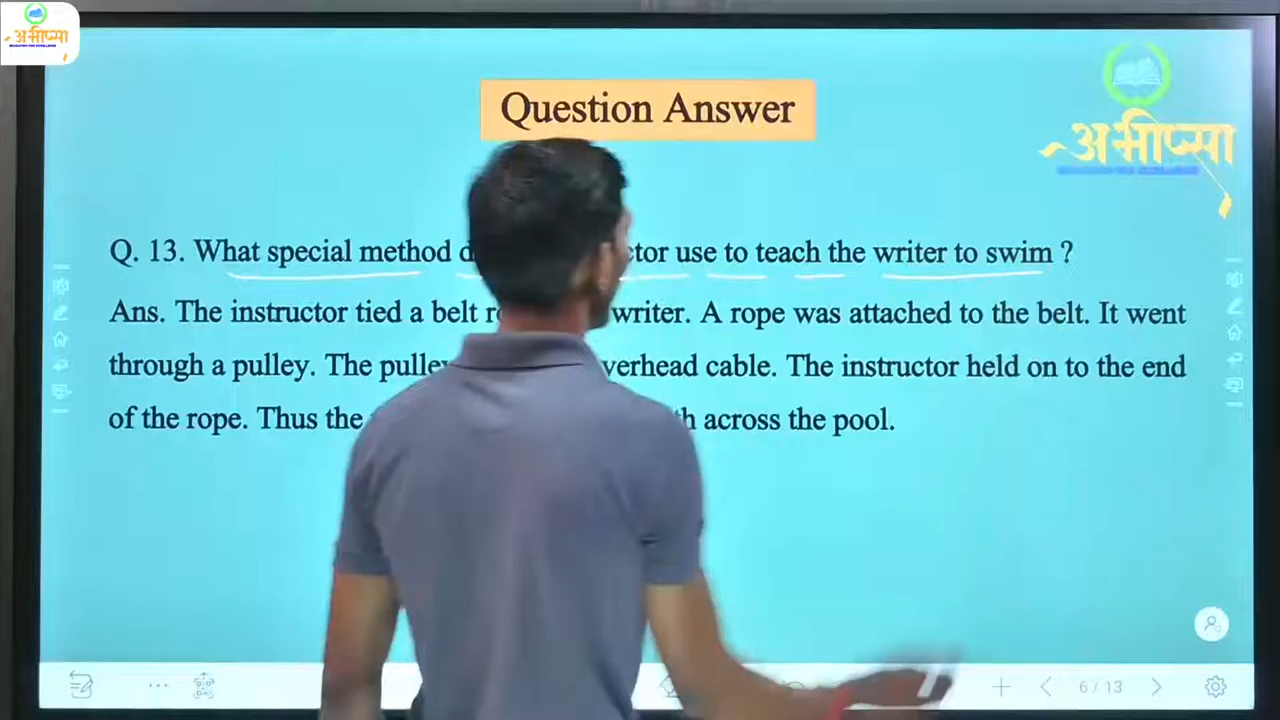 अभीप्सा
Question Answer
अभीप्सा
Q. 13. What special method d ctor use to teach the writer to swim ?
Ans. The instructor tied a belt r writer. A rope was attached to the belt. It went
through a pulley. The pulley verhead cable. The instructor held on to the end
of the rope. Thus the h across the pool.
6 / 13